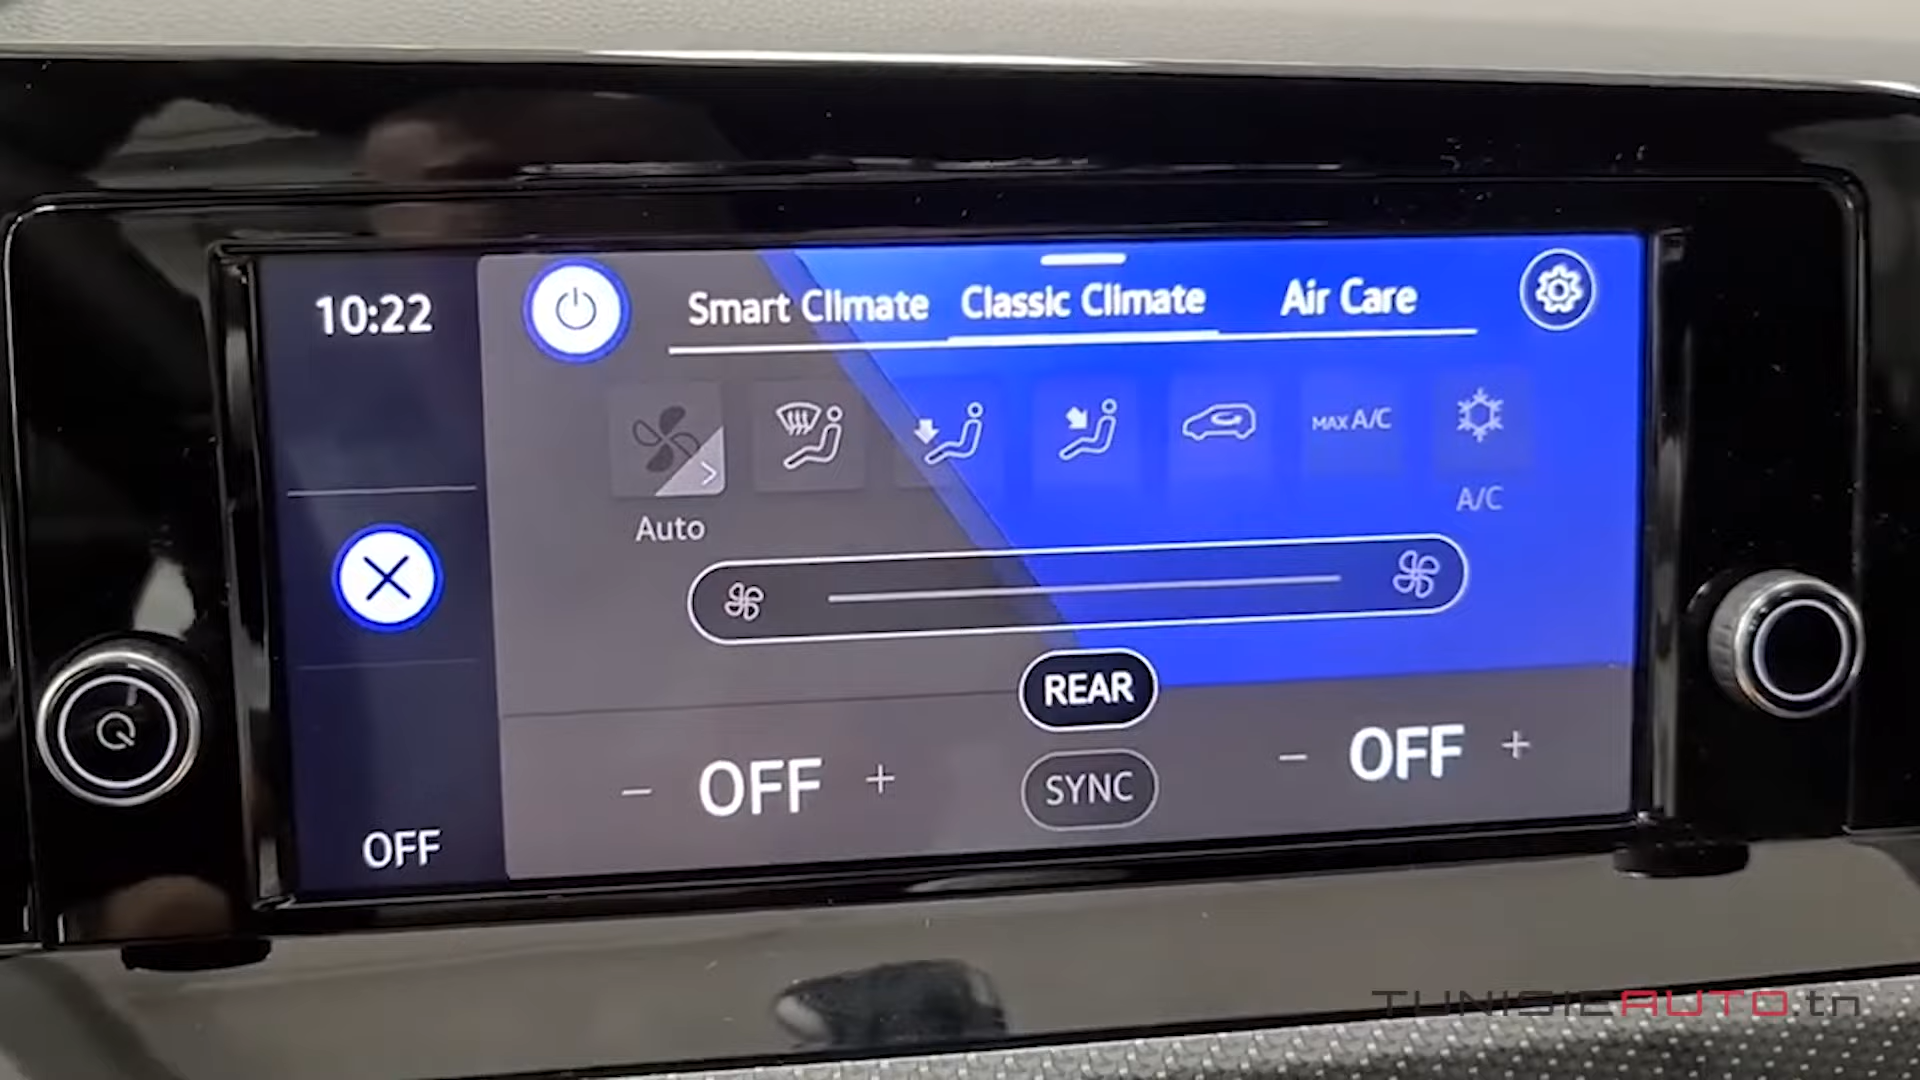 10:22
Smart Climate
Classic Climate
Air Care
MAX A/C
A/C
Auto
REAR
OFF
OFF
SYNC
OFF
TUNISIEAUTO.tn